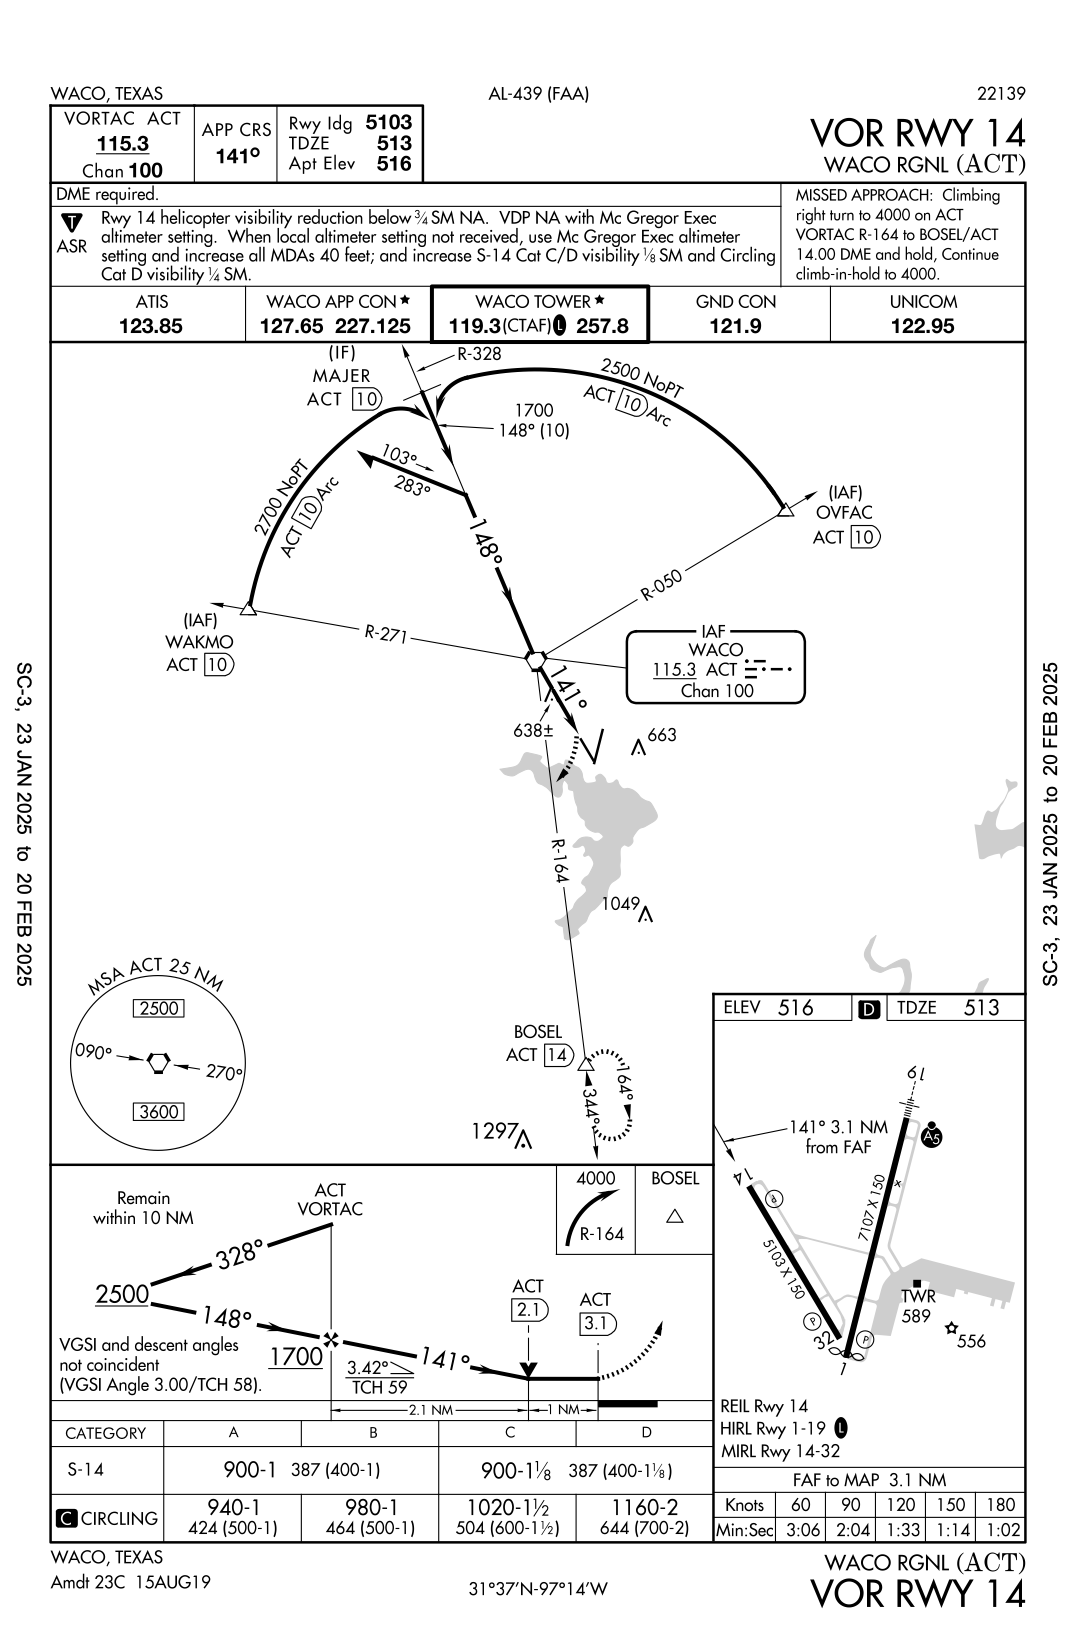 WACO, TEXAS
AL-439 (FAA)
22139
VORTAC ACT
115.3
Chan 100
APP CRS
141°
Rwy ldg 5103
TDZE 513
Apt Elev 516
VOR RWY 14
WACO RGNL (ACT)
DME required.
T
ASR
Rwy 14 helicopter visibility reduction below ¾ SM NA. VDP NA with Mc Gregor Exec
altimeter setting. When local altimeter setting not received, use Mc Gregor Exec altimeter
setting and increase all MDAs 40 feet; and increase S-14 Cat C/D visibility ⅛ SM and Circling
Cat D visibility ¼ SM.
MISSED APPROACH: Climbing
right turn to 4000 on ACT
VORTAC R-164 to BOSEL/ACT
14.00 DME and hold, Continue
climb-in-hold to 4000.
ATIS
123.85
WACO APP CON★
127.65 227.125
WACO TOWER★
119.3(CTAF) L 257.8
GND CON
121.9
UNICOM
122.95
(IF)
MAJER
ACT 10
R-328
2500 NoPT
ACT 10 Arc
1700
148° (10)
103°
283°
2700 NoPT
ACT 10 Arc
148°
(IAF)
OVFAC
ACT 10
R-050
(IAF)
WAKMO
ACT 10
R-271
IAF
WACO
115.3 ACT
Chan 100
141°
638±
663
R-164
1049
MSA ACT 25 NM
2500
090°
270°
3600
BOSEL
ACT 14
164°
344°
1297
SC-3, 23 JAN 2025 to 20 FEB 2025
SC-3, 23 JAN 2025 to 20 FEB 2025
ELEV 516
D
TDZE 513
19
141° 3.1 NM
from FAF
A5
14
P
7107 X 150
x
5103 X 150
TWR
589
P
32
P
1
556
REIL Rwy 14
HIRL Rwy 1-19 L
MIRL Rwy 14-32
FAF to MAP 3.1 NM
Knots 60 90 120 150 180
Min:Sec 3:06 2:04 1:33 1:14 1:02
Remain
within 10 NM
ACT
VORTAC
4000
R-164
BOSEL
328°
2500
148°
1700
141°
3.42°
TCH 59
ACT
2.1
ACT
3.1
VGSI and descent angles
not coincident
(VGSI Angle 3.00/TCH 58).
2.1 NM
1 NM
CATEGORY A B C D
S-14 900-1 387 (400-1) 900-1⅛ 387 (400-1⅛)
C CIRCLING
940-1
424 (500-1)
980-1
464 (500-1)
1020-1½
504 (600-1½)
1160-2
644 (700-2)
WACO, TEXAS
Amdt 23C 15AUG19
31°37'N-97°14'W
WACO RGNL (ACT)
VOR RWY 14